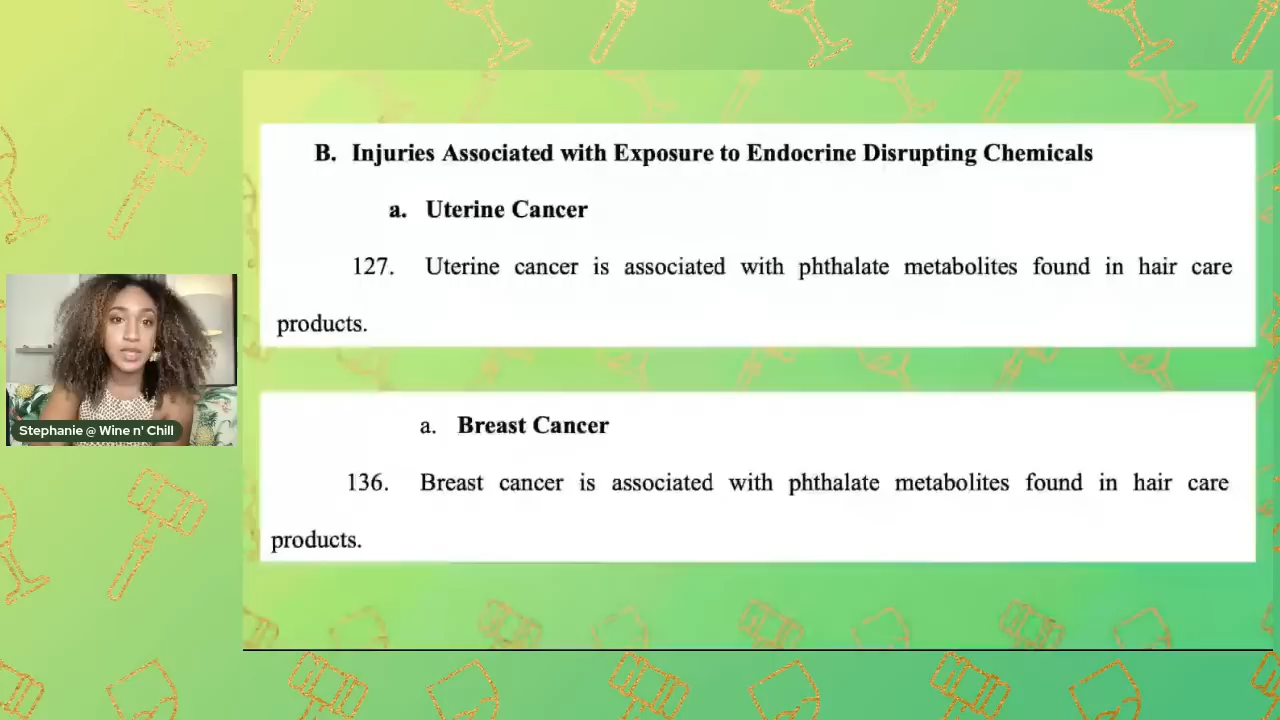 B. Injuries Associated with Exposure to Endocrine Disrupting Chemicals
a. Uterine Cancer
127. Uterine cancer is associated with phthalate metabolites found in hair care
products.
Stephanie @ Wine n' Chill
a. Breast Cancer
136. Breast cancer is associated with phthalate metabolites found in hair care
products.